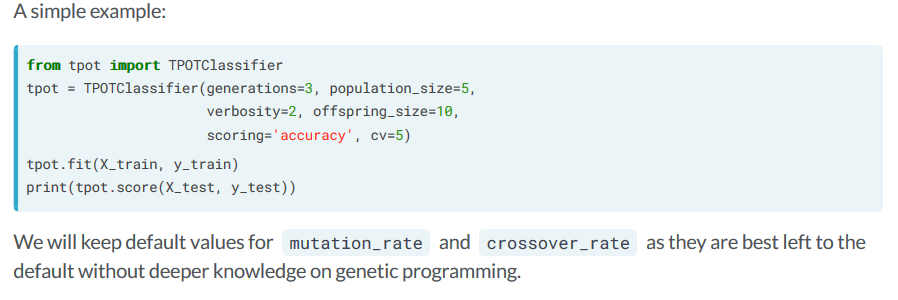 A simple example:
from tpot import TPOTClassifier
tpot = TPOTClassifier(generations=3, population_size=5,
verbosity=2, offspring_size=10,
scoring='accuracy', cv=5)
tpot.fit(X_train, y_train)
print(tpot.score(X_test, y_test))
We will keep default values for mutation_rate and crossover_rate as they are best left to the
default without deeper knowledge on genetic programming.